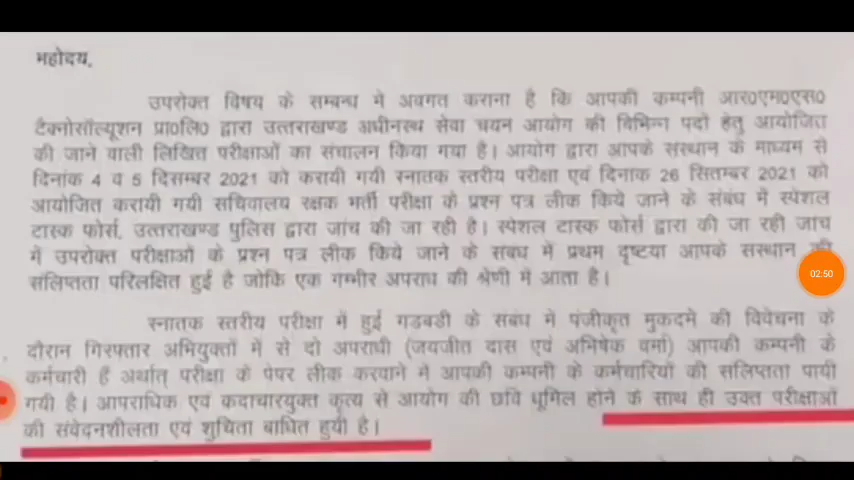 महोदय,
उपरोक्त विषय के सम्बन्ध में अवगत कराना है कि आपकी कम्पनी आर०एम०एस०
टैक्नोसॉल्यूशन प्रा०लि० द्वारा उत्तराखण्ड अधीनस्थ सेवा चयन आयोग की विभिन्न पदो हेतु आयोजित
की जाने वाली लिखित परीक्षाओं का संचालन किया गया है। आयोग द्वारा आपके संस्थान के माध्यम से
दिनांक 4 व 5 दिसम्बर 2021 को करायी गयी स्नातक स्तरीय परीक्षा एवं दिनांक 26 सितम्बर 2021 को
आयोजित करायी गयी सचिवालय रक्षक भर्ती परीक्षा के प्रश्न पत्र लीक किये जाने के संबंध में स्पेशल
टास्क फोर्स, उत्तराखण्ड पुलिस द्वारा जांच की जा रही है। स्पेशल टास्क फोर्स द्वारा की जा रही जांच
में उपरोक्त परीक्षाओं के प्रश्न पत्र लीक किये जाने के संबध में प्रथम दृष्टया आपके संस्थान की
02:50
संलिप्तता परिलक्षित हुई है जोकि एक गम्भीर अपराध की श्रेणी में आता है।
स्नातक स्तरीय परीक्षा में हुई गडबडी के संबंध मे पंजीकृत मुकदमे की विवेचना के
दौरान गिरफ्तार अभियुक्तों में से दो अपराधी (जयजीत दास एवं अभिषेक वर्मा) आपकी कम्पनी के
कर्मचारी हैं अर्थात् परीक्षा के पेपर लीक करवाने में आपकी कम्पनी के कर्मचारियों की संलिप्तता पायी
गयी है। आपराधिक एवं कदाचारयुक्त कृत्य से आयोग की छवि धूमिल होने के साथ ही उक्त परीक्षाओं
की संवेदनशीलता एवं शुचिता बाधित हुयी है।